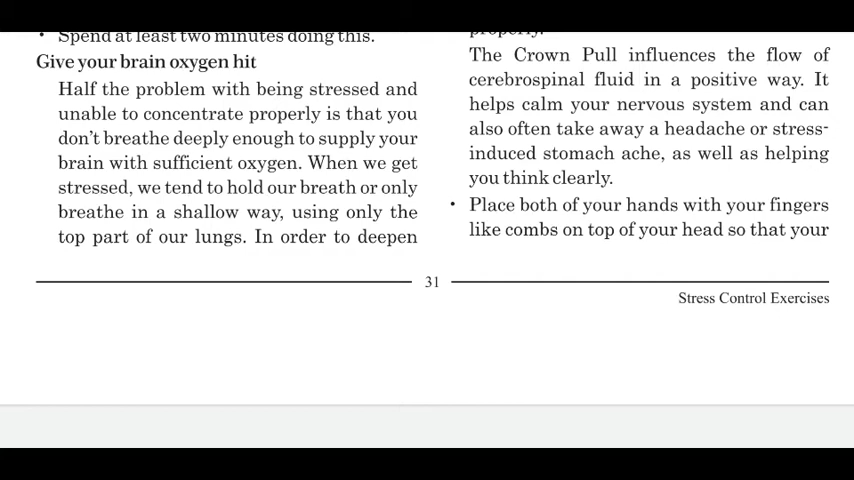 • Spend at least two minutes doing this.
Give your brain oxygen hit
Half the problem with being stressed and
unable to concentrate properly is that you
don't breathe deeply enough to supply your
brain with sufficient oxygen. When we get
stressed, we tend to hold our breath or only
breathe in a shallow way, using only the
top part of our lungs. In order to deepen
properly.
The Crown Pull influences the flow of
cerebrospinal fluid in a positive way. It
helps calm your nervous system and can
also often take away a headache or stress-
induced stomach ache, as well as helping
you think clearly.
• Place both of your hands with your fingers
like combs on top of your head so that your
31
Stress Control Exercises